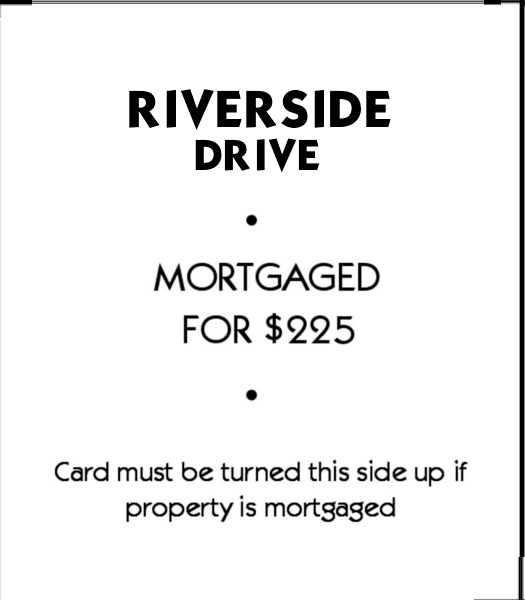 RIVERSIDE
DRIVE
•
MORTGAGED
FOR $225
•
Card must be turned this side up if
property is mortgaged